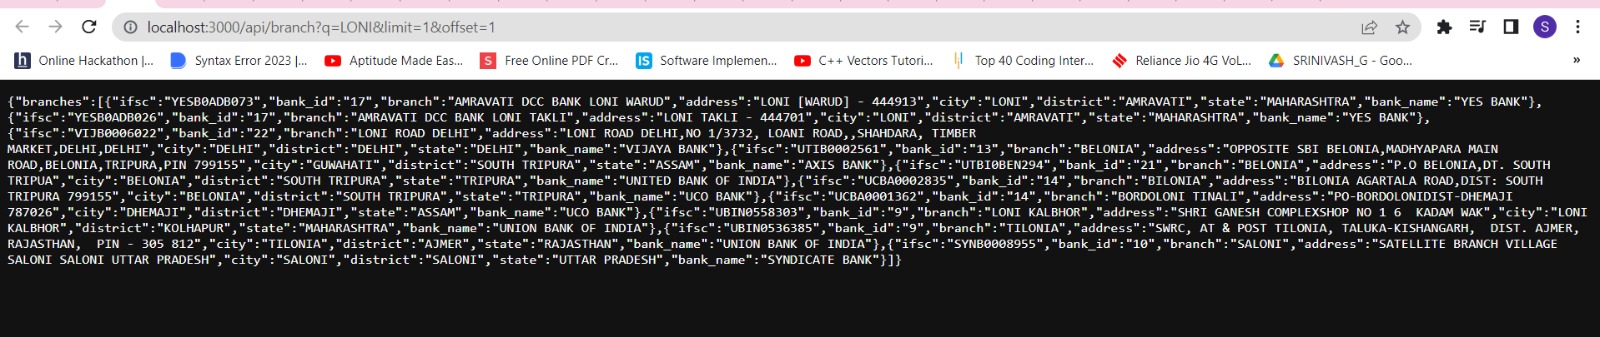 localhost:3000/api/branch?q=LONI&limit=1&offset=1
S
h Online Hackathon |... Syntax Error 2023 |... Aptitude Made Eas... S Free Online PDF Cr... IS Software Implemen... C++ Vectors Tutori... Top 40 Coding Inter... Reliance Jio 4G VoL... SRINIVASH_G - Goo... »
{"branches":[{"ifsc":"YESB0ADB073","bank_id":"17","branch":"AMRAVATI DCC BANK LONI WARUD","address":"LONI [WARUD] - 444913","city":"LONI","district":"AMRAVATI","state":"MAHARASHTRA","bank_name":"YES BANK"},
{"ifsc":"YESB0ADB026","bank_id":"17","branch":"AMRAVATI DCC BANK LONI TAKLI","address":"LONI TAKLI - 444701","city":"LONI","district":"AMRAVATI","state":"MAHARASHTRA","bank_name":"YES BANK"},
{"ifsc":"VIJB0006022","bank_id":"22","branch":"LONI ROAD DELHI","address":"LONI ROAD DELHI,NO 1/3732, LOANI ROAD,,SHAHDARA, TIMBER
MARKET,DELHI,DELHI","city":"DELHI","district":"DELHI","state":"DELHI","bank_name":"VIJAYA BANK"},{"ifsc":"UTIB0002561","bank_id":"13","branch":"BELONIA","address":"OPPOSITE SBI BELONIA,MADHYAPARA MAIN
ROAD,BELONIA,TRIPURA,PIN 799155","city":"GUWAHATI","district":"SOUTH TRIPURA","state":"ASSAM","bank_name":"AXIS BANK"},{"ifsc":"UTBI0BEN294","bank_id":"21","branch":"BELONIA","address":"P.O BELONIA,DT. SOUTH
TRIPUA","city":"BELONIA","district":"SOUTH TRIPURA","state":"TRIPURA","bank_name":"UNITED BANK OF INDIA"},{"ifsc":"UCBA0002835","bank_id":"14","branch":"BILONIA","address":"BILONIA AGARTALA ROAD,DIST: SOUTH
TRIPURA 799155","city":"BELONIA","district":"SOUTH TRIPURA","state":"TRIPURA","bank_name":"UCO BANK"},{"ifsc":"UCBA0001362","bank_id":"14","branch":"BORDOLONI TINALI","address":"PO-BORDOLONIDIST-DHEMAJI
787026","city":"DHEMAJI","district":"DHEMAJI","state":"ASSAM","bank_name":"UCO BANK"},{"ifsc":"UBIN0558303","bank_id":"9","branch":"LONI KALBHOR","address":"SHRI GANESH COMPLEXSHOP NO 1 6  KADAM WAK","city":"LONI
KALBHOR","district":"KOLHAPUR","state":"MAHARASHTRA","bank_name":"UNION BANK OF INDIA"},{"ifsc":"UBIN0536385","bank_id":"9","branch":"TILONIA","address":"SWRC, AT & POST TILONIA, TALUKA-KISHANGARH,  DIST. AJMER,
RAJASTHAN,  PIN - 305 812","city":"TILONIA","district":"AJMER","state":"RAJASTHAN","bank_name":"UNION BANK OF INDIA"},{"ifsc":"SYNB0008955","bank_id":"10","branch":"SALONI","address":"SATELLITE BRANCH VILLAGE
SALONI SALONI UTTAR PRADESH","city":"SALONI","district":"SALONI","state":"UTTAR PRADESH","bank_name":"SYNDICATE BANK"}]}